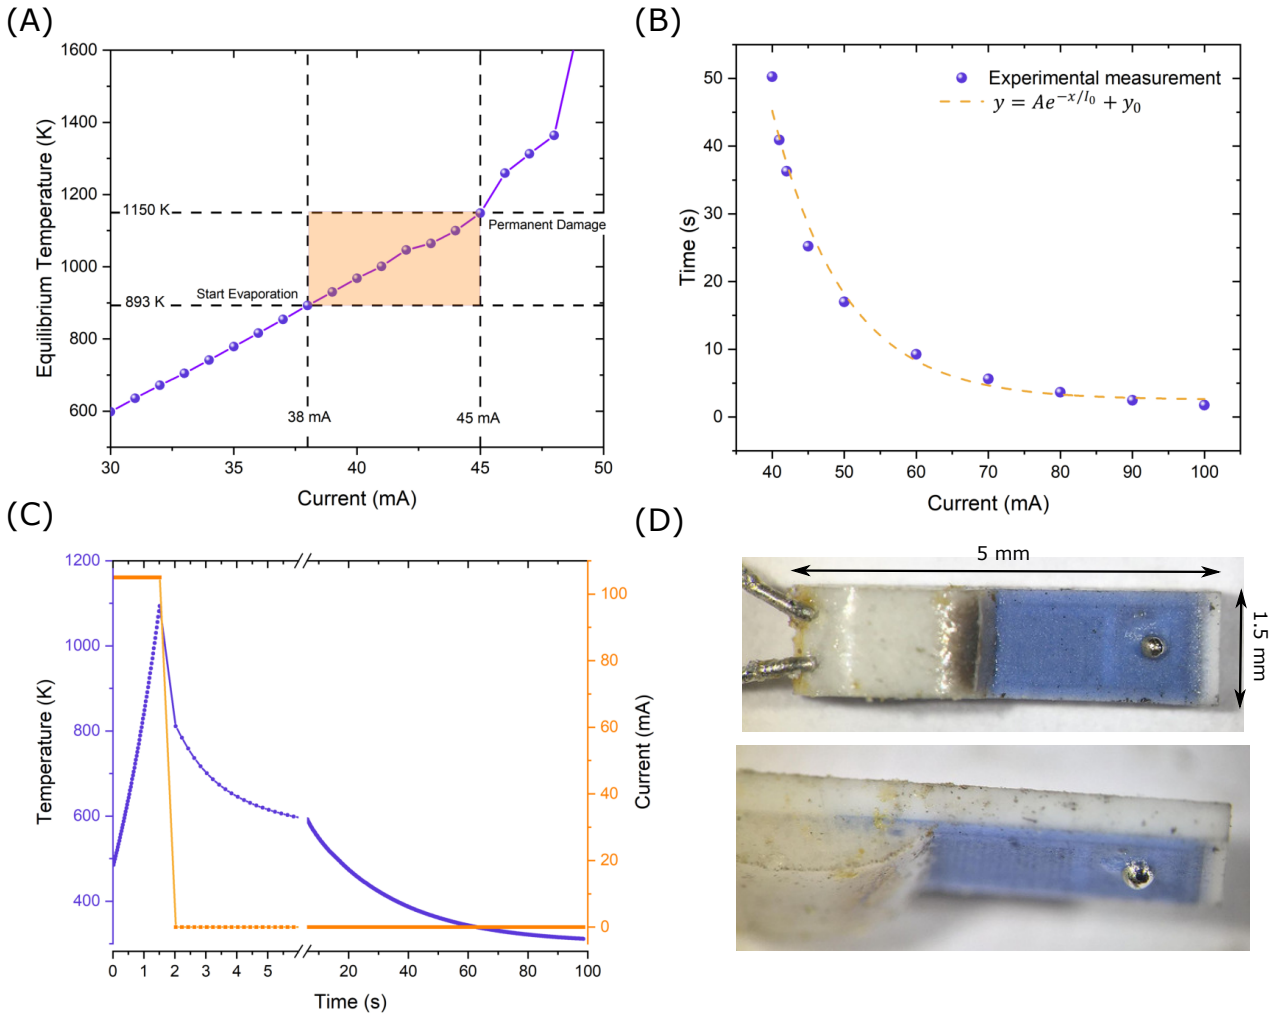 (A)
1600
1400
1200
1000
800
600
Equilibrium Temperature (K)
1150 K
893 K
Start Evaporation
Permanent Damage
38 mA
45 mA
30
35
40
45
50
Current (mA)
(B)
50
40
30
20
10
0
Time (s)
Experimental measurement
y = Ae^{-x/I_0} + y_0
40
50
60
70
80
90
100
Current (mA)
(C)
1200
1000
800
600
400
Temperature (K)
100
80
60
40
20
0
Current (mA)
0
1
2
3
4
5
20
40
60
80
100
Time (s)
(D)
5 mm
1.5 mm